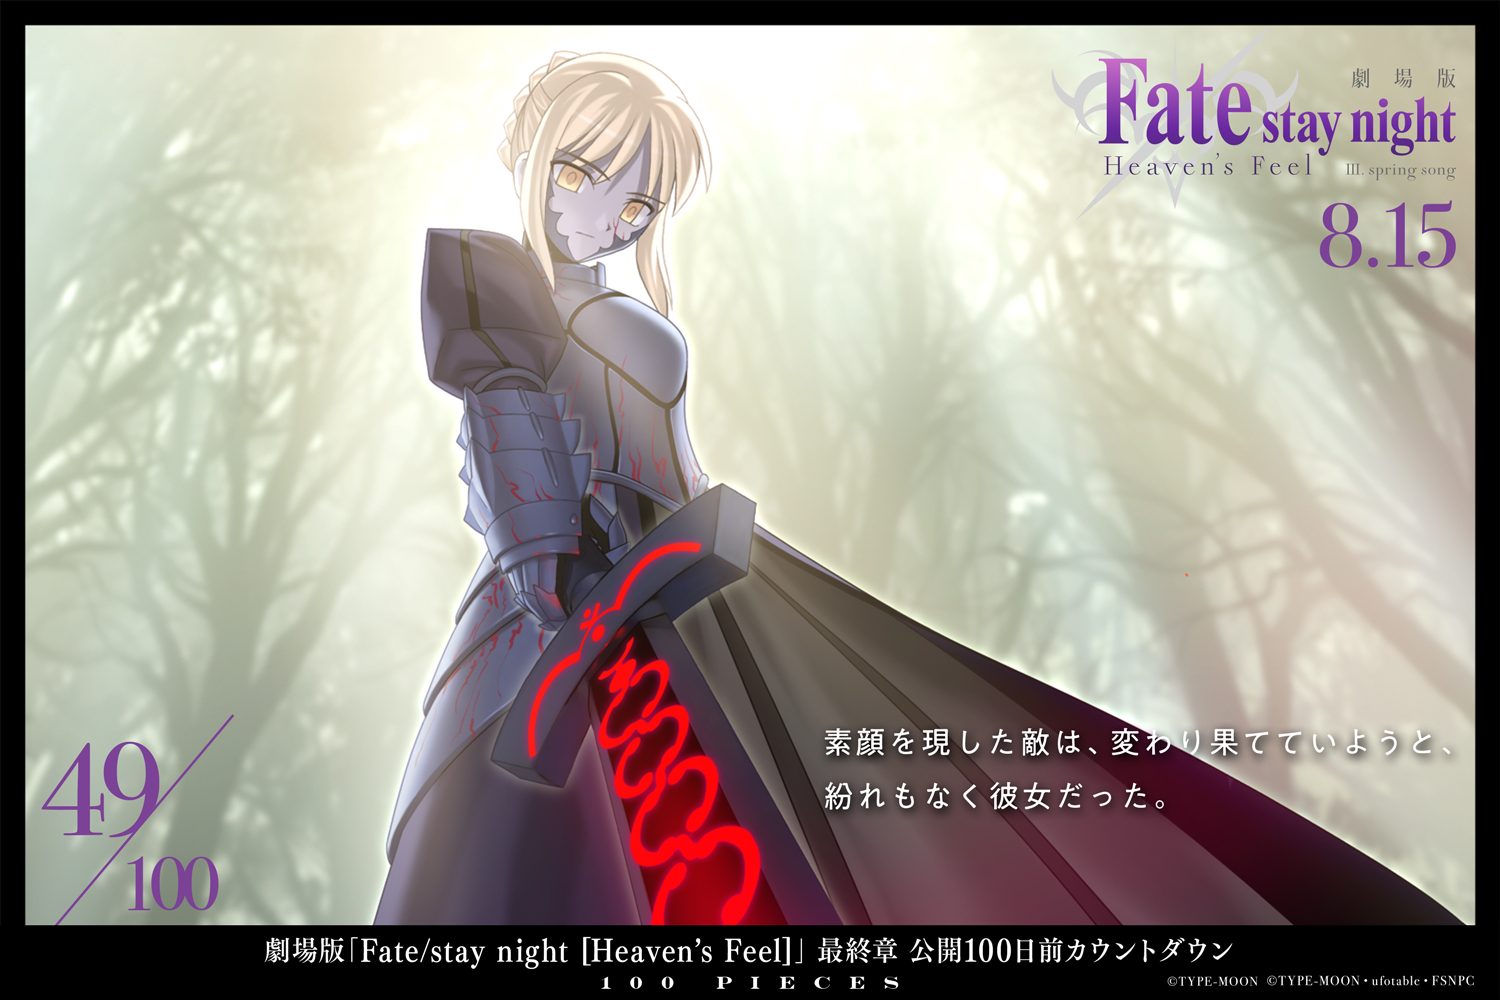 劇場版
Fate stay night
Heaven's Feel III. spring song
8.15
素顔を現した敵は、変わり果てていようと、
紛れもなく彼女だった。
49/100
劇場版「Fate/stay night [Heaven's Feel]」 最終章 公開100日前カウントダウン
100 PIECES
©TYPE-MOON ©TYPE-MOON・ufotable・FSNPC